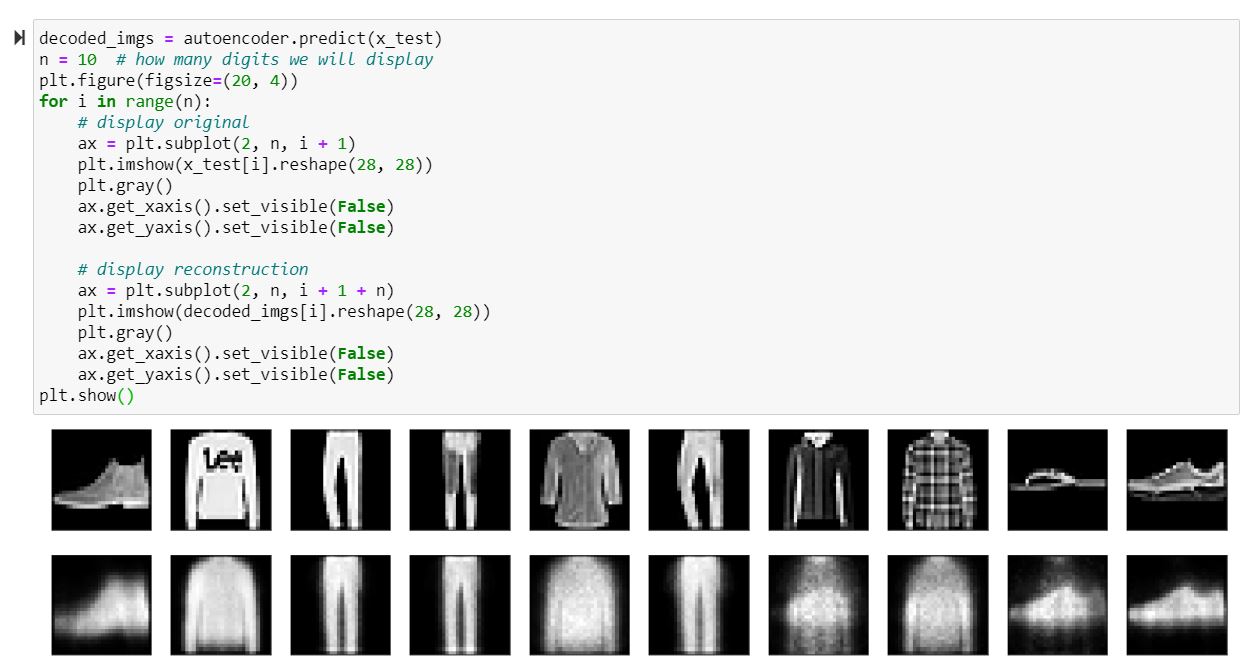 decoded_imgs = autoencoder.predict(x_test)
n = 10  # how many digits we will display
plt.figure(figsize=(20, 4))
for i in range(n):
    # display original
    ax = plt.subplot(2, n, i + 1)
    plt.imshow(x_test[i].reshape(28, 28))
    plt.gray()
    ax.get_xaxis().set_visible(False)
    ax.get_yaxis().set_visible(False)

    # display reconstruction
    ax = plt.subplot(2, n, i + 1 + n)
    plt.imshow(decoded_imgs[i].reshape(28, 28))
    plt.gray()
    ax.get_xaxis().set_visible(False)
    ax.get_yaxis().set_visible(False)
plt.show()
Lee